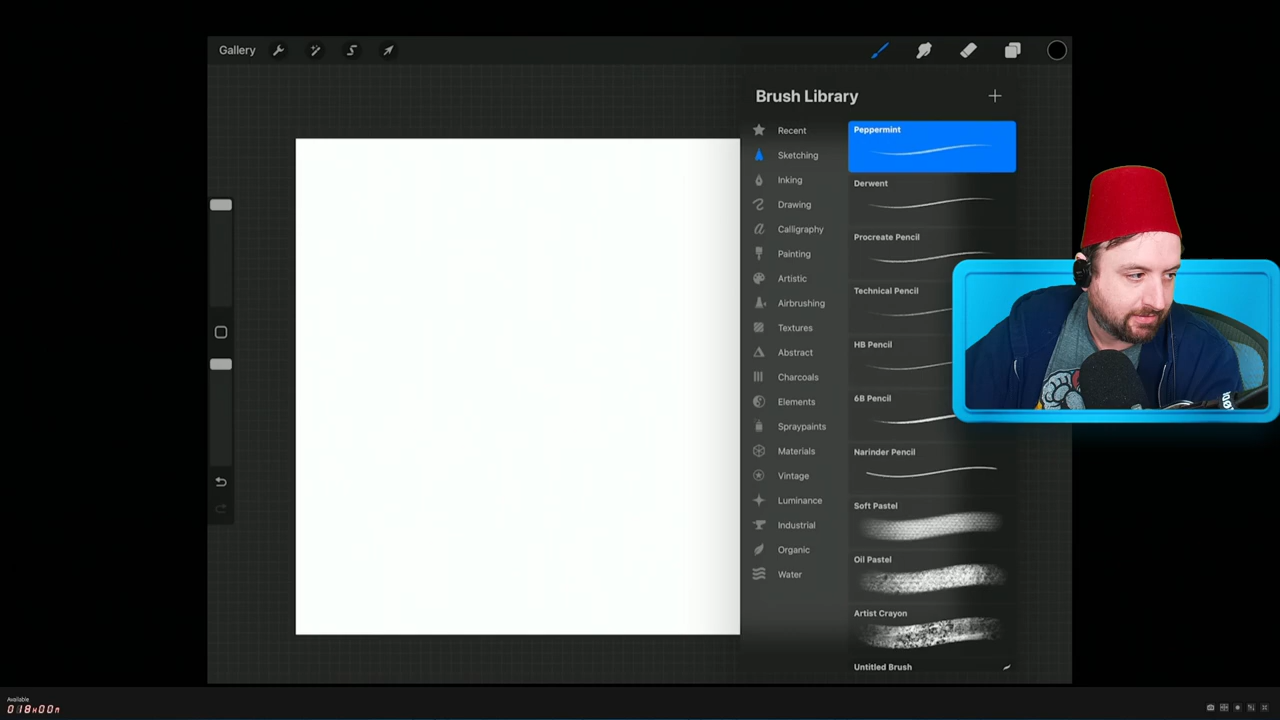 Gallery
Brush Library
Recent
Sketching
Inking
Drawing
Calligraphy
Painting
Artistic
Airbrushing
Textures
Abstract
Charcoals
Elements
Spraypaints
Materials
Vintage
Luminance
Industrial
Organic
Water
Peppermint
Derwent
Procreate Pencil
Technical Pencil
HB Pencil
6B Pencil
Narinder Pencil
Soft Pastel
Oil Pastel
Artist Crayon
Untitled Brush
Available
018H00M